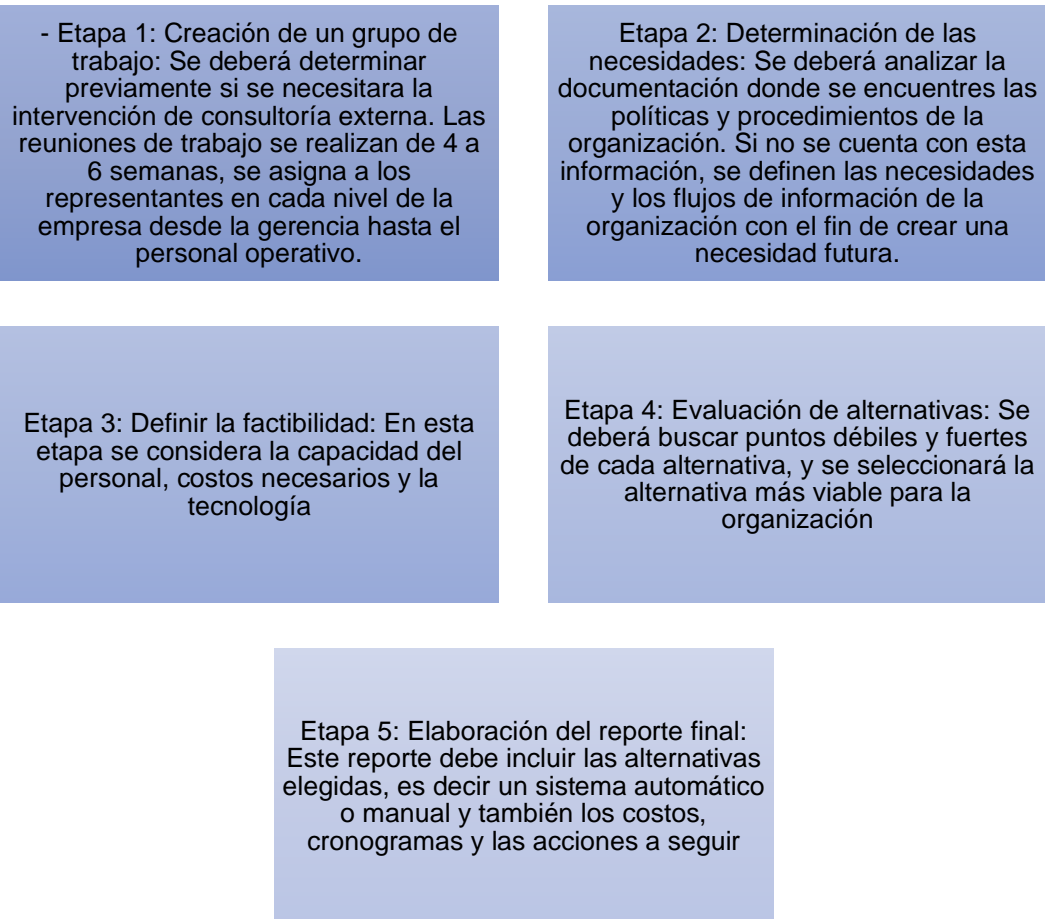 - Etapa 1: Creación de un grupo de
trabajo: Se deberá determinar
previamente si se necesitara la
intervención de consultoría externa. Las
reuniones de trabajo se realizan de 4 a
6 semanas, se asigna a los
representantes en cada nivel de la
empresa desde la gerencia hasta el
personal operativo.
Etapa 2: Determinación de las
necesidades: Se deberá analizar la
documentación donde se encuentres las
políticas y procedimientos de la
organización. Si no se cuenta con esta
información, se definen las necesidades
y los flujos de información de la
organización con el fin de crear una
necesidad futura.
Etapa 3: Definir la factibilidad: En esta
etapa se considera la capacidad del
personal, costos necesarios y la
tecnología
Etapa 4: Evaluación de alternativas: Se
deberá buscar puntos débiles y fuertes
de cada alternativa, y se seleccionará la
alternativa más viable para la
organización
Etapa 5: Elaboración del reporte final:
Este reporte debe incluir las alternativas
elegidas, es decir un sistema automático
o manual y también los costos,
cronogramas y las acciones a seguir